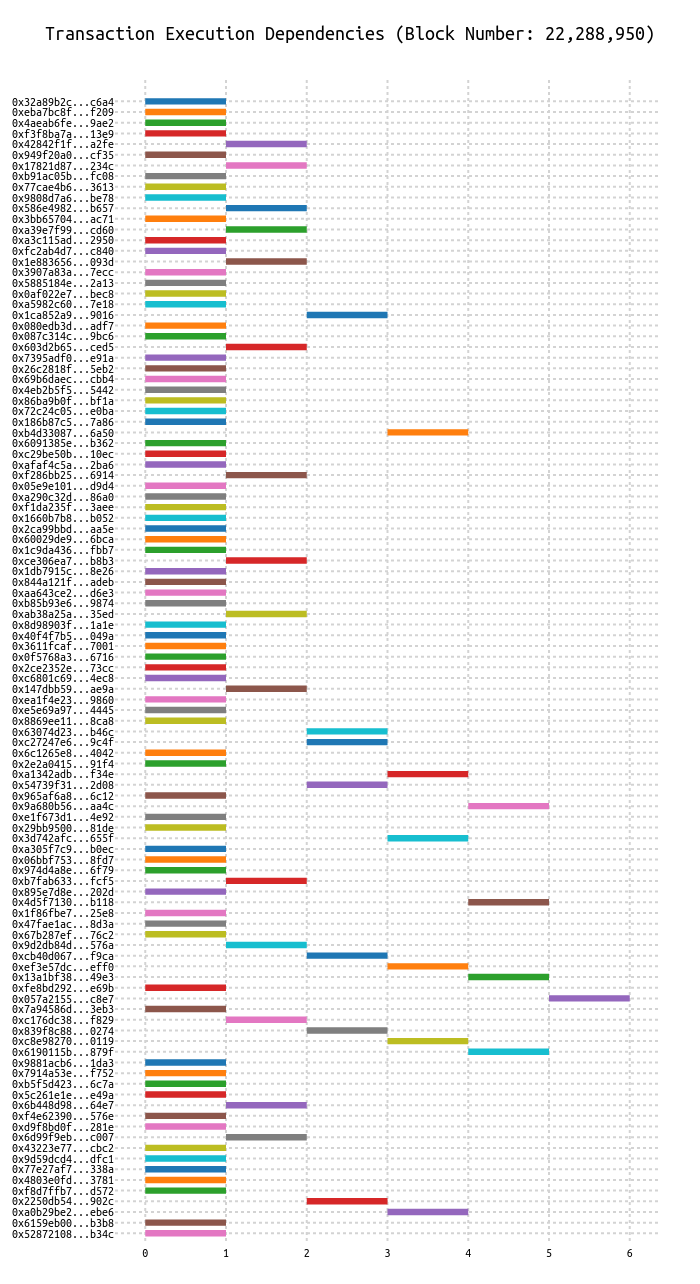 Transaction Execution Dependencies (Block Number: 22,288,950)
0x32a89b2c...c6a4
0xeba7bc8f...f209
0x4aeab6fe...9ae2
0xf3f8ba7a...13e9
0x42842f1f...a2fe
0x949f20a0...cf35
0x17821d87...234c
0xb91ac05b...fc08
0x77cae4b6...3613
0x9808d7a6...be78
0x586e4982...b657
0x3bb65704...ac71
0xa39e7f99...cd60
0xa3c115ad...2950
0xfc2ab4d7...c840
0x1e883656...093d
0x3907a83a...7ecc
0x5885184e...2a13
0x0af022e7...bec8
0xa5982c60...7e18
0x1ca852a9...9016
0x080edb3d...adf7
0x087c314c...9bc6
0x603d2b65...ced5
0x7395adf0...e91a
0x26c2818f...5eb2
0x69b6daec...cbb4
0x4eb2b5f5...5442
0x86ba9b0f...bf1a
0x72c24c05...e0ba
0x186b87c5...7a86
0xb4d33087...6a50
0x6091385e...b362
0xc29be50b...10ec
0xafaf4c5a...2ba6
0xf286bb25...6914
0x05e9e101...d9d4
0xa290c32d...86a0
0xf1da235f...3aee
0x1660b7b8...b052
0x2ca99bbd...aa5e
0x60029de9...6bca
0x1c9da436...fbb7
0xce306ea7...b8b3
0x1db7915c...8e26
0x844a121f...adeb
0xaa643ce2...d6e3
0xb85b93e6...9874
0xab38a25a...35ed
0x8d98903f...1a1e
0x40f4f7b5...049a
0x3611fcaf...7001
0x0f5768a3...6716
0x2ce2352e...73cc
0xc6801c69...4ec8
0x147dbb59...ae9a
0xea1f4e23...9860
0xe5e69a97...4445
0x8869ee11...8ca8
0x63074d23...b46c
0xc27247e6...9c4f
0x6c1265e8...4042
0x2e2a0415...91f4
0xa1342adb...f34e
0x54739f31...2d08
0x965af6a8...6c12
0x9a680b56...aa4c
0xe1f673d1...4e92
0x29bb9500...81de
0x3d742afc...655f
0xa305f7c9...b0ec
0x06bbf753...8fd7
0x974d4a8e...6f79
0xb7fab633...fcf5
0x895e7d8e...202d
0x4d5f7130...b118
0x1f86fbe7...25e8
0x47fae1ac...8d3a
0x67b287ef...76c2
0x9d2db84d...576a
0xcb40d067...f9ca
0xef3e57dc...eff0
0x13a1bf38...49e3
0xfe8bd292...e69b
0x057a2155...c8e7
0x7a94586d...3eb3
0xc176dc38...f829
0x839f8c88...0274
0xc8e98270...0119
0x6190115b...879f
0x9881acb6...1da3
0x7914a53e...f752
0xb5f5d423...6c7a
0x5c261e1e...e49a
0x6b448d98...64e7
0xf4e62390...576e
0xd9f8bd0f...281e
0x6d99f9eb...c007
0x43223e77...cbc2
0x9d59dcd4...dfc1
0x77e27af7...338a
0x4803e0fd...3781
0xf8d7ffb7...d572
0x2250db54...902c
0xa0b29be2...ebe6
0x6159eb00...b3b8
0x52872108...b34c
0 1 2 3 4 5 6